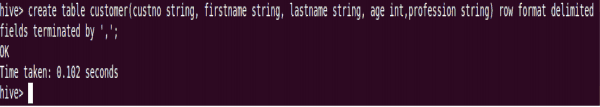 hive> create table customer(custno string, firstname string, lastname string, age int,profession string) row format delimited
fields terminated by ',';
OK
Time taken: 0.102 seconds
hive>